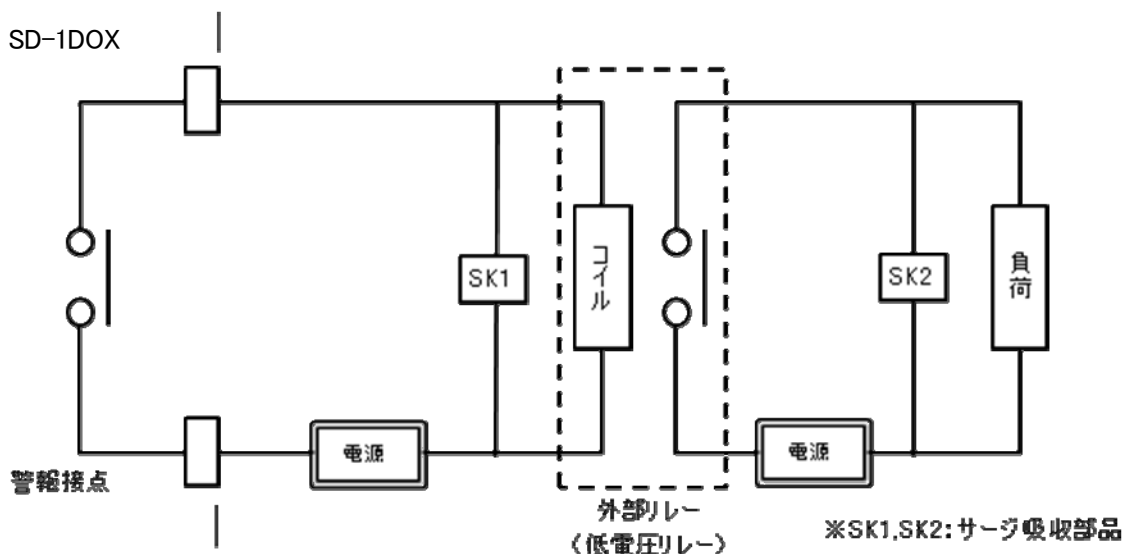 SD-1DOX
SK1
コイル
SK2
負荷
電源
電源
警報接点
外部リレー
(低電圧リレー)
※SK1,SK2:サージ吸収部品